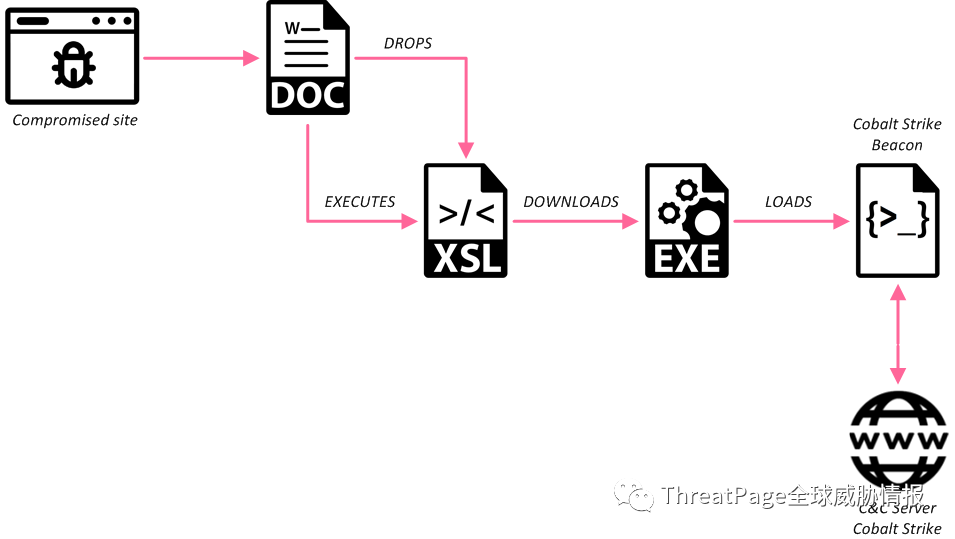 W
DOC
DROPS
Compromised site
EXECUTES
>/<
XSL
DOWNLOADS
EXE
LOADS
Cobalt Strike
Beacon
{>_}
WWW
ThreatPage全球威胁情报
C&C Server
Cobalt Strike